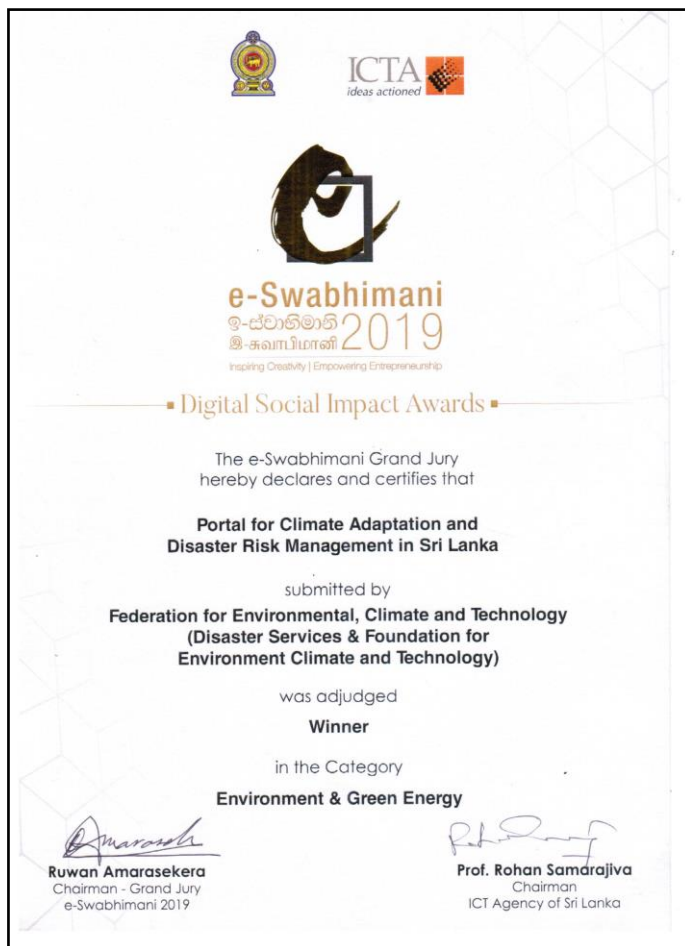 ICTA
ideas actioned
e-Swabhimani
ඉ-ස්වාභිමානි
இ-சுவாபிமானி
2019
Inspiring Creativity | Empowering Entrepreneurship
Digital Social Impact Awards
The e-Swabhimani Grand Jury
hereby declares and certifies that
Portal for Climate Adaptation and
Disaster Risk Management in Sri Lanka
submitted by
Federation for Environmental, Climate and Technology
(Disaster Services & Foundation for
Environment Climate and Technology)
was adjudged
Winner
in the Category
Environment & Green Energy
Ruwan Amarasekera
Chairman - Grand Jury
e-Swabhimani 2019
Prof. Rohan Samarajiva
Chairman
ICT Agency of Sri Lanka